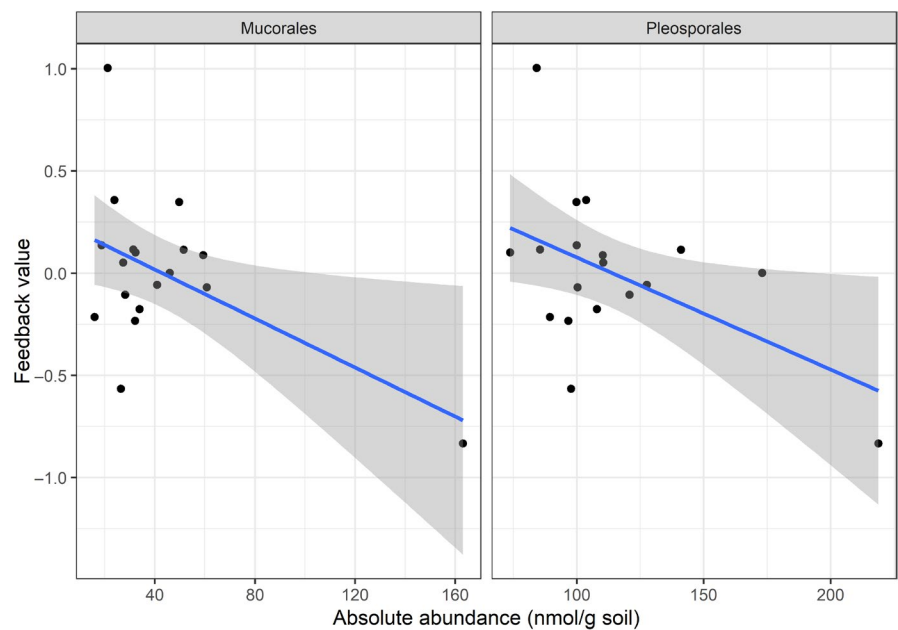 Mucorales
Pleosporales
Feedback value
1.0
0.5
0.0
−0.5
−1.0
40 80 120 160
100 150 200
Absolute abundance (nmol/g soil)